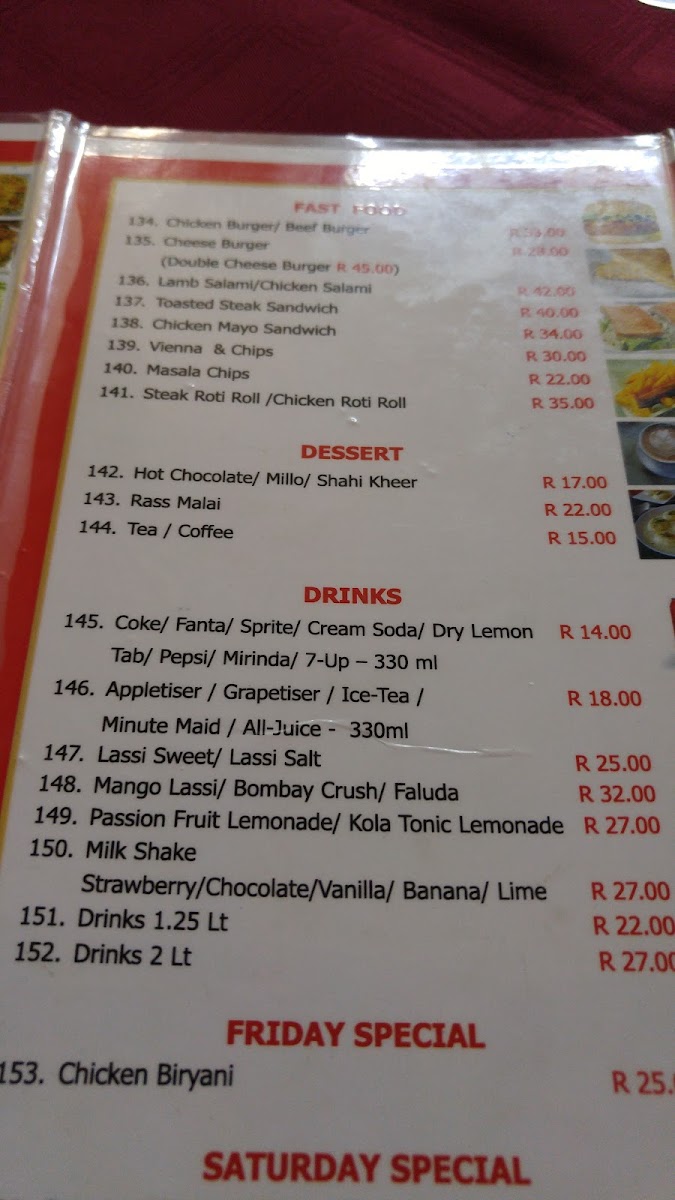 FAST FOOD
134. Chicken Burger/ Beef Burger
135. Cheese Burger R 28.00
(Double Cheese Burger R 45.00)
136. Lamb Salami/Chicken Salami R 42.00
137. Toasted Steak Sandwich R 40.00
138. Chicken Mayo Sandwich R 34.00
139. Vienna & Chips R 30.00
140. Masala Chips R 22.00
141. Steak Roti Roll /Chicken Roti Roll R 35.00
DESSERT
142. Hot Chocolate/ Millo/ Shahi Kheer R 17.00
143. Rass Malai R 22.00
144. Tea / Coffee R 15.00
DRINKS
145. Coke/ Fanta/ Sprite/ Cream Soda/ Dry Lemon R 14.00
Tab/ Pepsi/ Mirinda/ 7-Up – 330 ml
146. Appletiser / Grapetiser / Ice-Tea / R 18.00
Minute Maid / All-Juice - 330ml
147. Lassi Sweet/ Lassi Salt R 25.00
148. Mango Lassi/ Bombay Crush/ Faluda R 32.00
149. Passion Fruit Lemonade/ Kola Tonic Lemonade R 27.00
150. Milk Shake
Strawberry/Chocolate/Vanilla/ Banana/ Lime R 27.00
151. Drinks 1.25 Lt R 22.00
152. Drinks 2 Lt R 27.00
FRIDAY SPECIAL
153. Chicken Biryani R 25.
SATURDAY SPECIAL